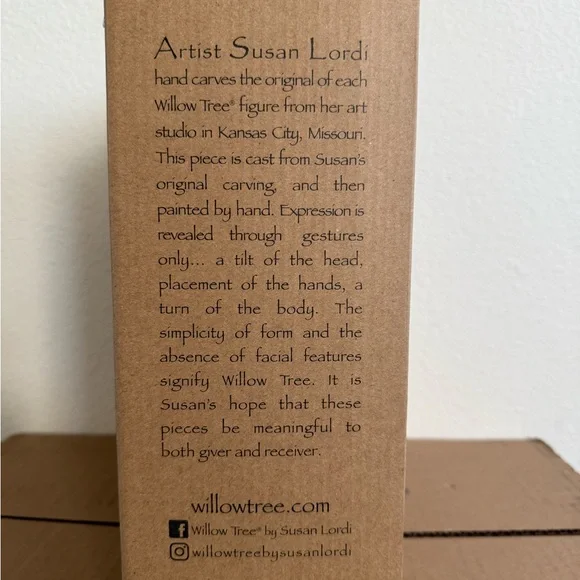 Artist Susan Lordi
hand carves the original of each
Willow Tree® figure from her art
studio in Kansas City, Missouri.
This piece is cast from Susan's
original carving, and then
painted by hand. Expression is
revealed through gestures
only... a tilt of the head,
placement of the hands, a
turn of the body. The
simplicity of form and the
absence of facial features
signify Willow Tree. It is
Susan's hope that these
pieces be meaningful to
both giver and receiver.
willowtree.com
Willow Tree® by Susan Lordi
willowtreebysusanlordi